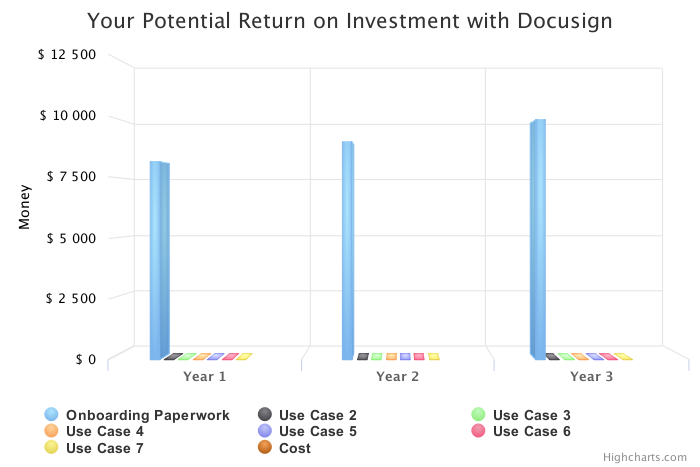 Your Potential Return on Investment with Docusign
$ 12 500
$ 10 000
$ 7 500
$ 5 000
$ 2 500
$ 0
Money
Year 1 Year 2 Year 3
Onboarding Paperwork Use Case 2 Use Case 3
Use Case 4 Use Case 5 Use Case 6
Use Case 7 Cost
Highcharts.com